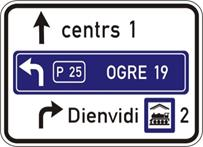 centrs 1
P 25 OGRE 19
Dienvidi 2